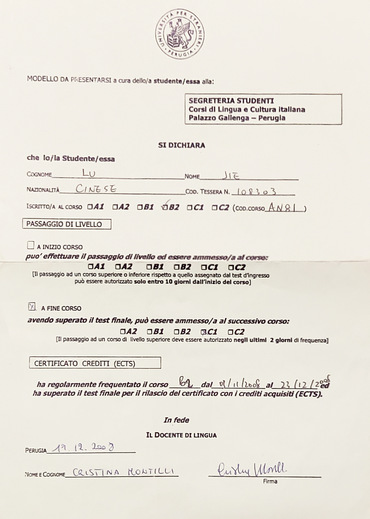 UNIVERSITÀ PER STRANIERI
PERUGIA
MODELLO DA PRESENTARSI a cura dello/a studente/essa alla:
SEGRETERIA STUDENTI
Corsi di Lingua e Cultura italiana
Palazzo Gallenga – Perugia
SI DICHIARA
che lo/la Studente/essa
COGNOME LU NOME JIE
NAZIONALITÀ CINESE COD. TESSERA N. 108303
ISCRITTO/A AL CORSO A1 A2 B1 B2 C1 C2 (COD.CORSO AN81)
PASSAGGIO DI LIVELLO
A INIZIO CORSO
puo' effettuare il passaggio di livello ed essere ammesso/a al corso:
A1 A2 B1 B2 C1 C2
[Il passaggio ad un corso superiore o inferiore rispetto a quello assegnato dal test d'ingresso
può essere autorizzato solo entro 10 giorni dall'inizio del corso]
A FINE CORSO
avendo superato il test finale, può essere ammesso/a al successivo corso:
A2 B1 B2 C1 C2
[Il passaggio ad un corso di livello superiore deve essere autorizzato negli ultimi 2 giorni di frequenza]
CERTIFICATO CREDITI (ECTS)
ha regolarmente frequentato il corso B2 dal /11/2008 al 23/12/2008 ed
ha superato il test finale per il rilascio del certificato con i crediti acquisiti (ECTS).
In fede
IL DOCENTE DI LINGUA
PERUGIA 19.12.2008
NOME E COGNOME CRISTINA MONTILLI
Firma